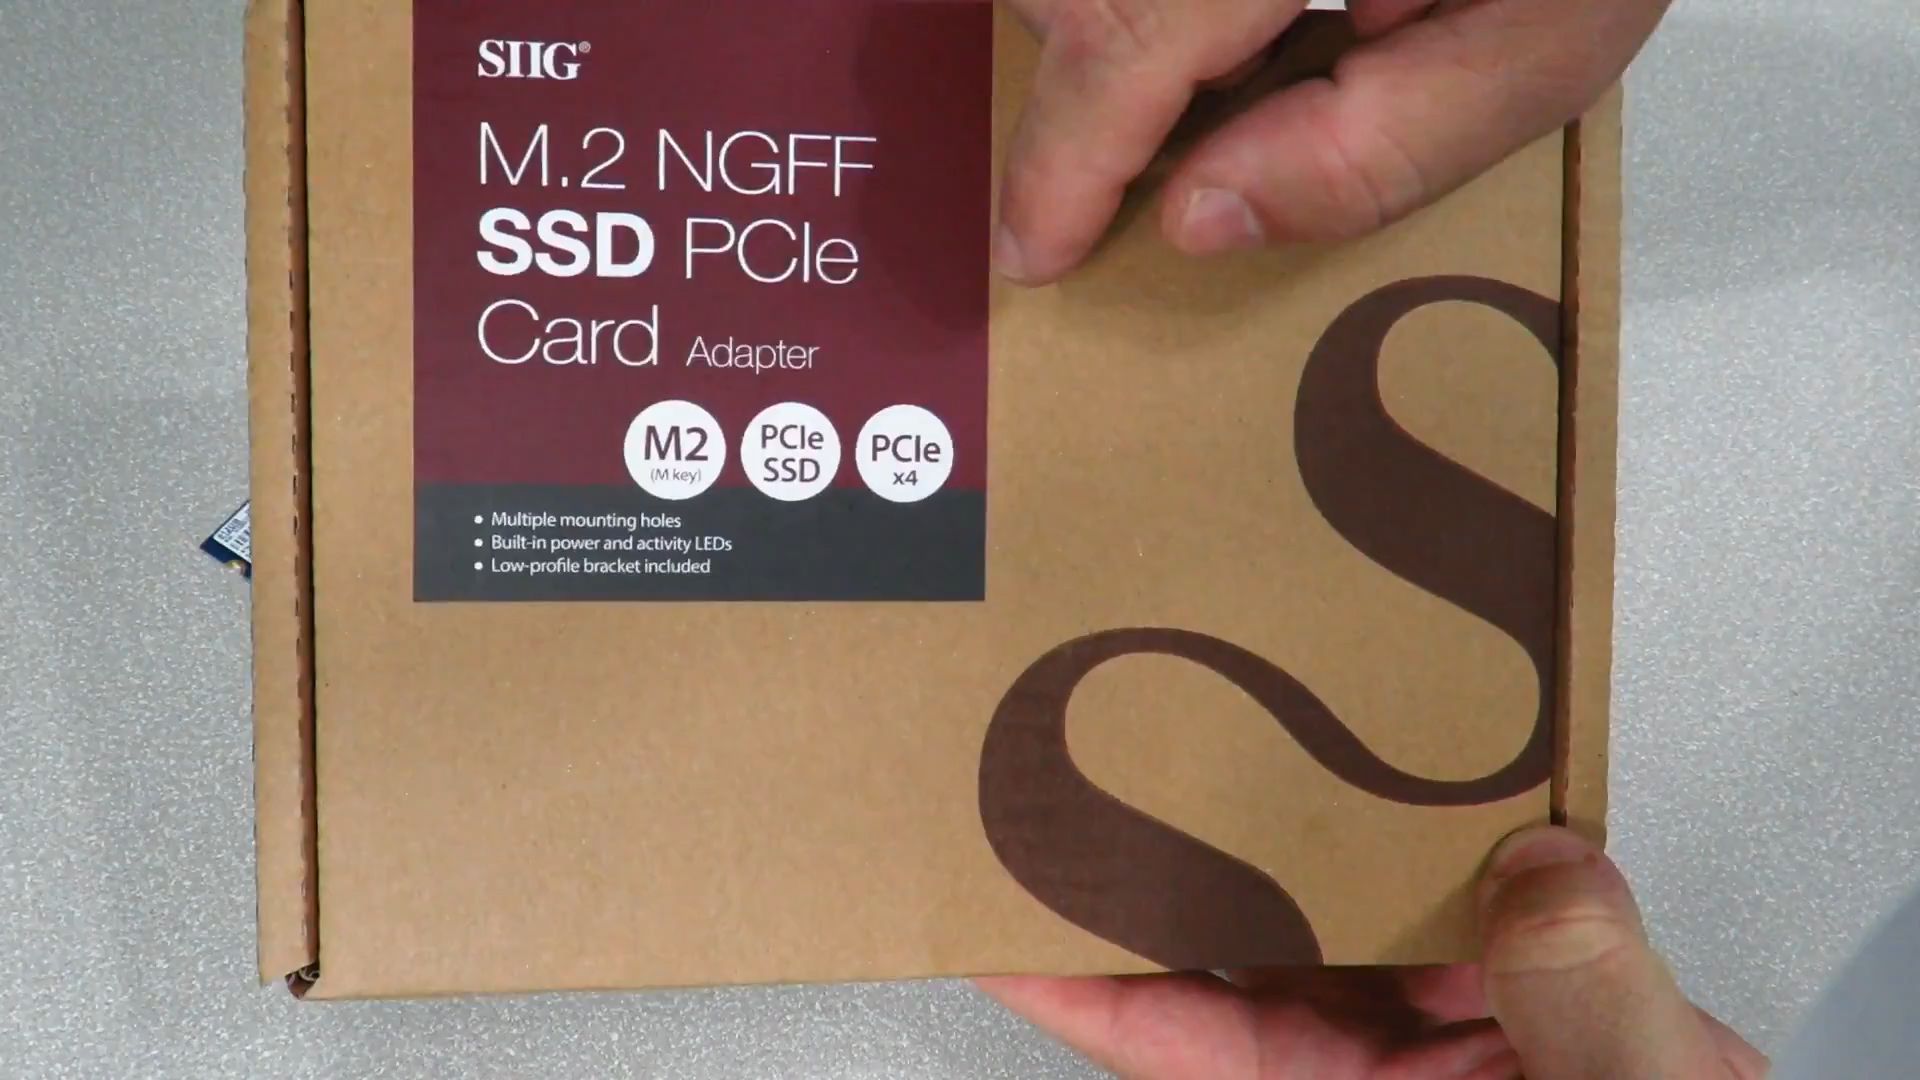 SIIG®
M.2 NGFF
SSD PCIe
Card Adapter
M2
(M key)
PCIe
SSD
PCIe
x4
• Multiple mounting holes
• Built-in power and activity LEDs
• Low-profile bracket included